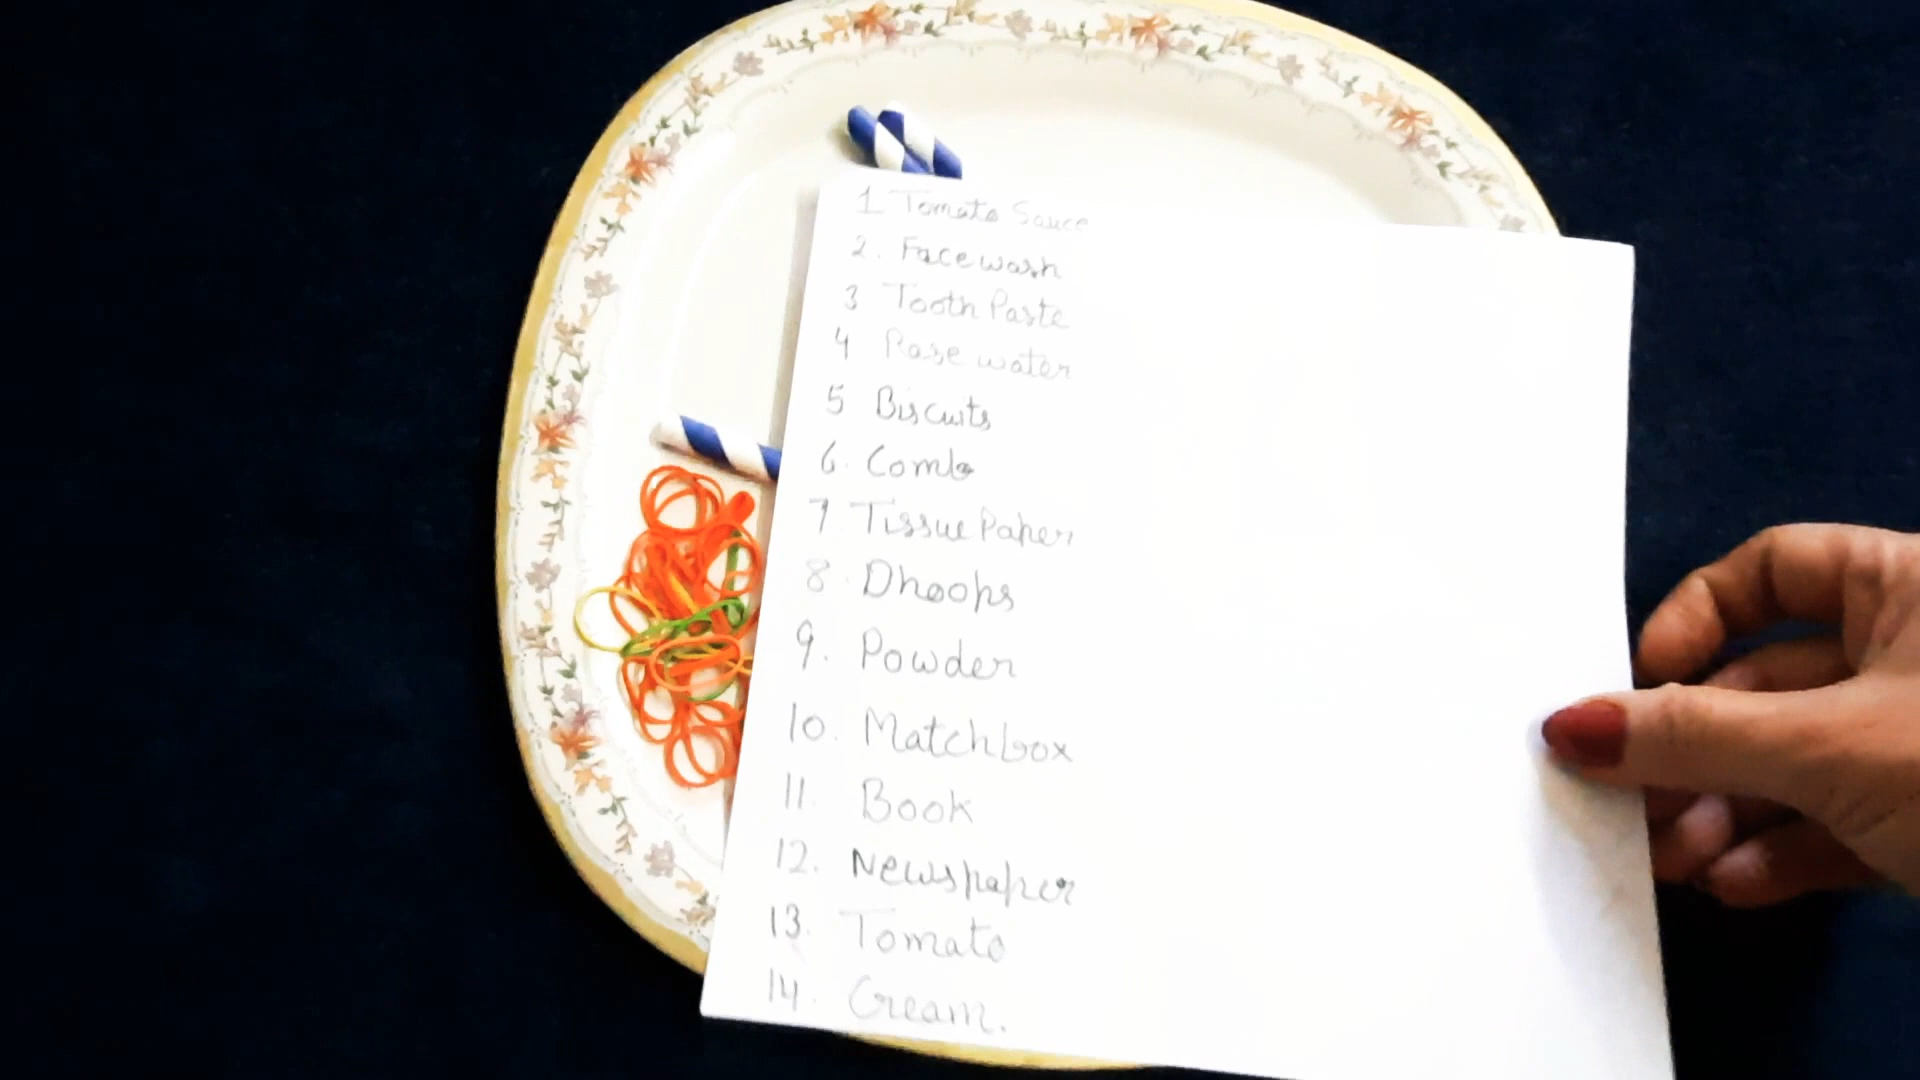 1 Tomato Sauce
2. Facewash
3 Tooth Paste
4 Rose water
5 Biscuits
6. Comb
7. Tissue Paper
8. Dhoops
9. Powder
10. Matchbox
11. Book
12. Newspaper
13. Tomato
14. Cream.